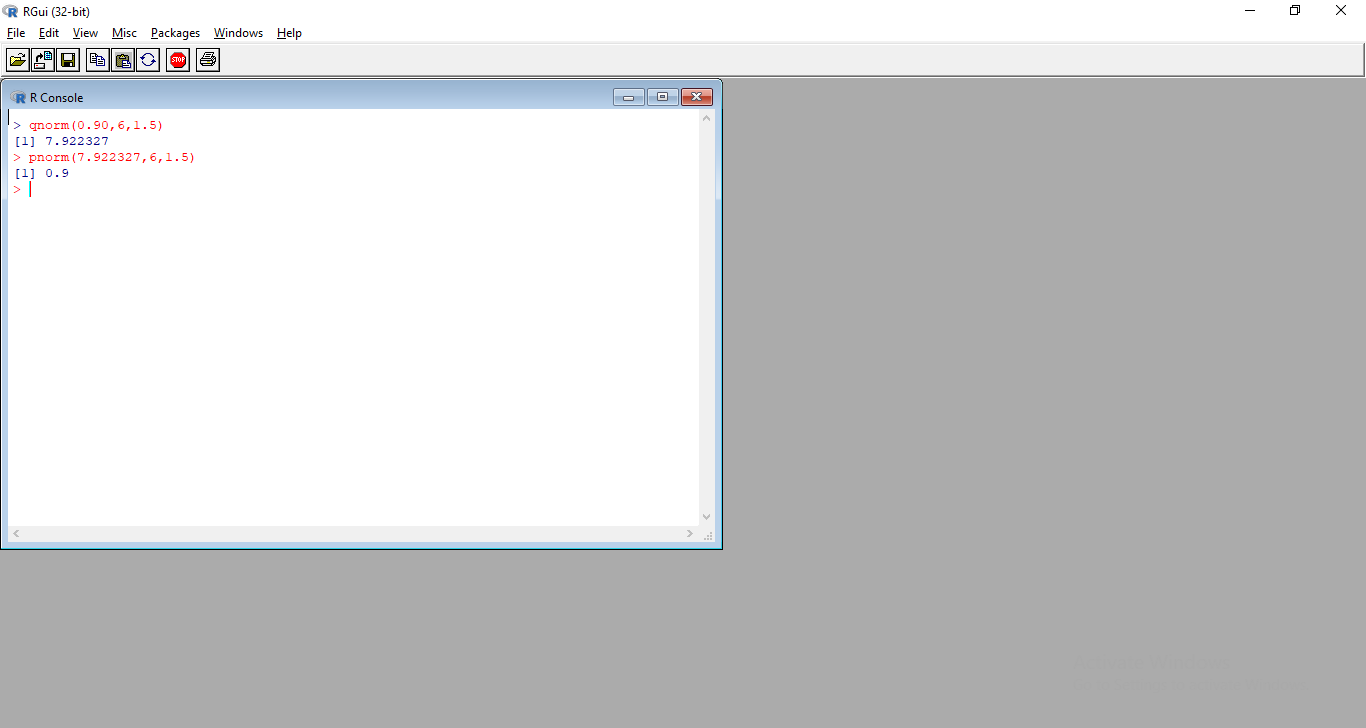 RGui (32-bit)
File Edit View Misc Packages Windows Help
STOP
R Console
> qnorm(0.90,6,1.5)
[1] 7.922327
> pnorm(7.922327,6,1.5)
[1] 0.9
>